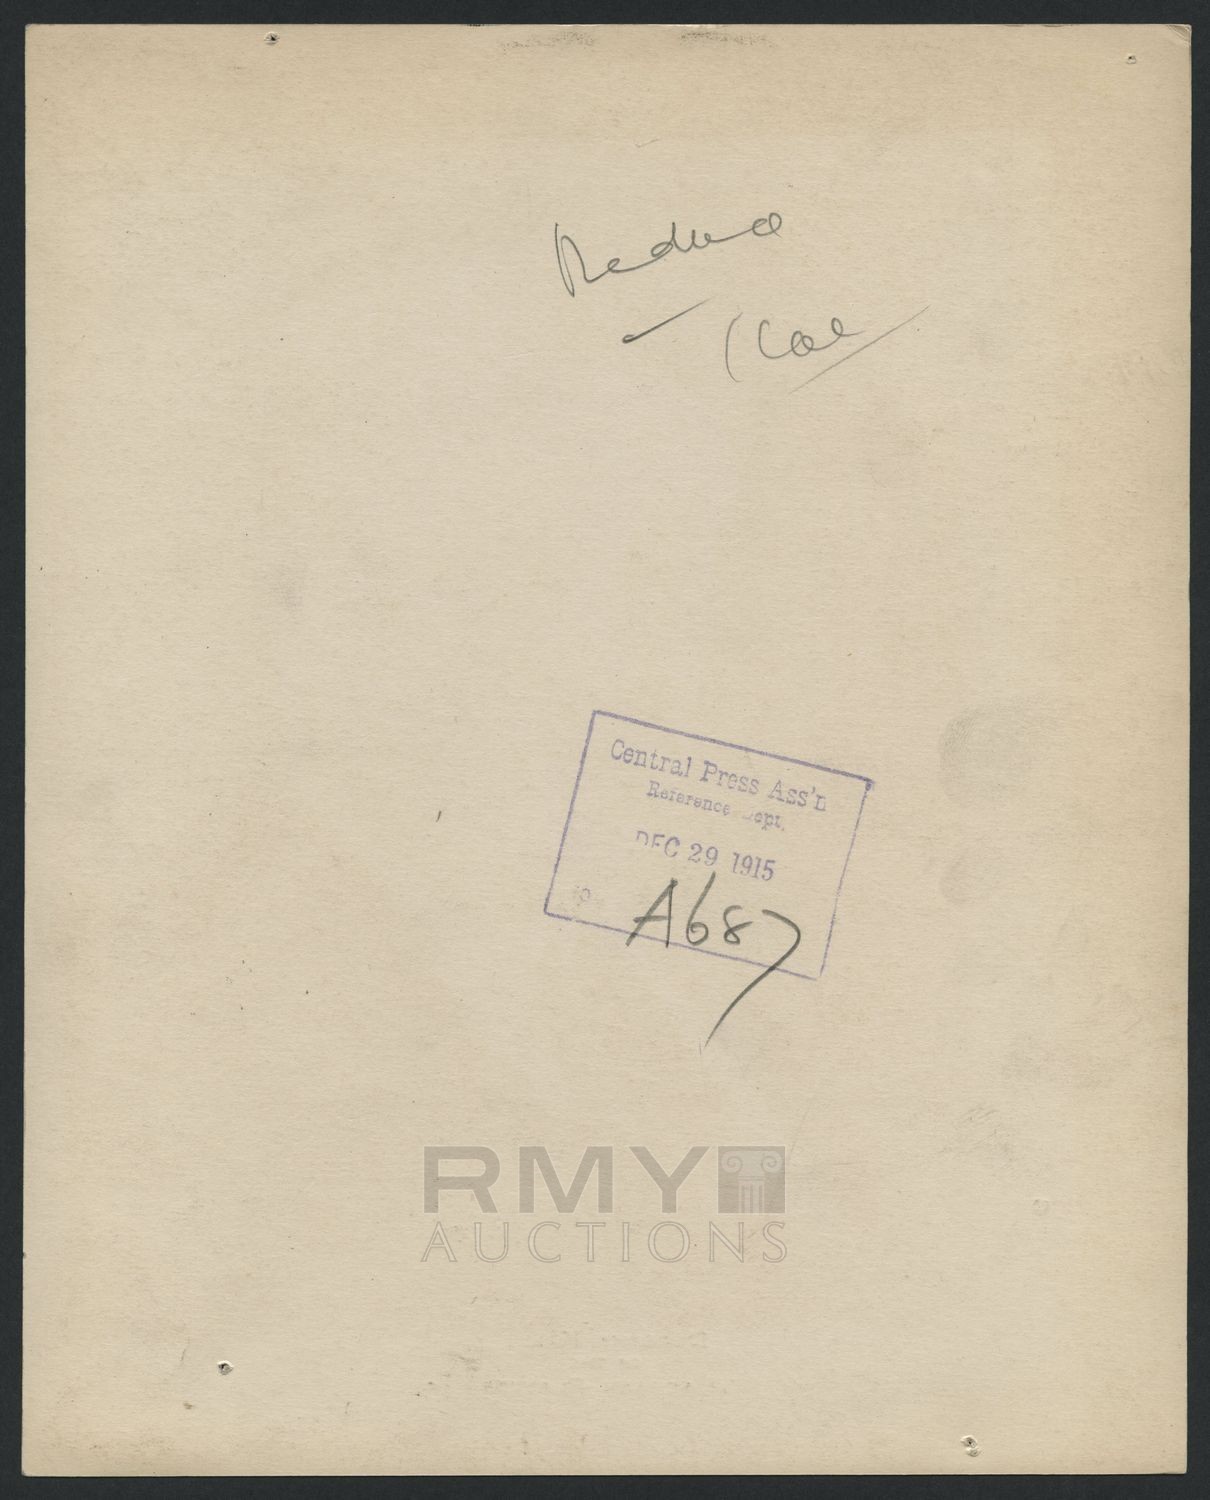 Central Press Ass'n
Reference Dept.
DEC 29 1915
A687
RMY
AUCTIONS